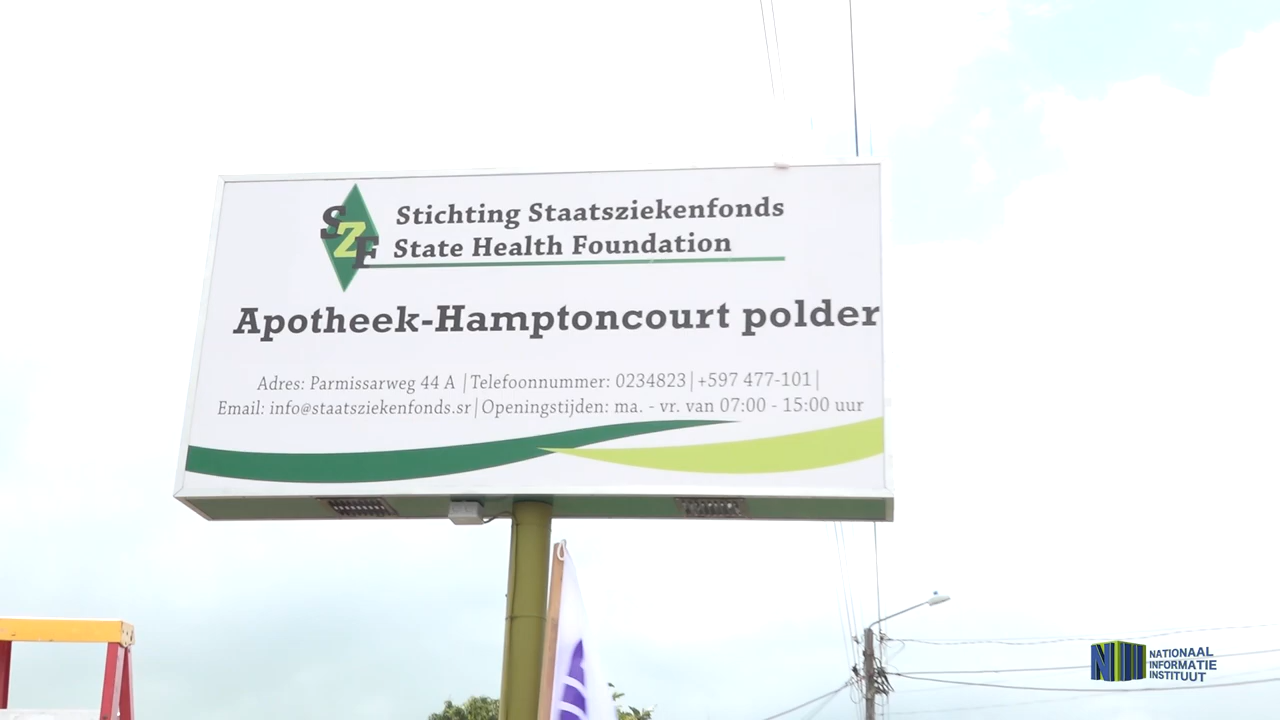 SZF
Stichting Staatsziekenfonds
State Health Foundation
Apotheek-Hamptoncourt polder
Adres: Parmissarweg 44 A | Telefoonnummer: 0234823 | +597 477-101 |
Email: info@staatsziekenfonds.sr | Openingstijden: ma. - vr. van 07:00 - 15:00 uur
NII
NATIONAAL
INFORMATIE
INSTITUUT